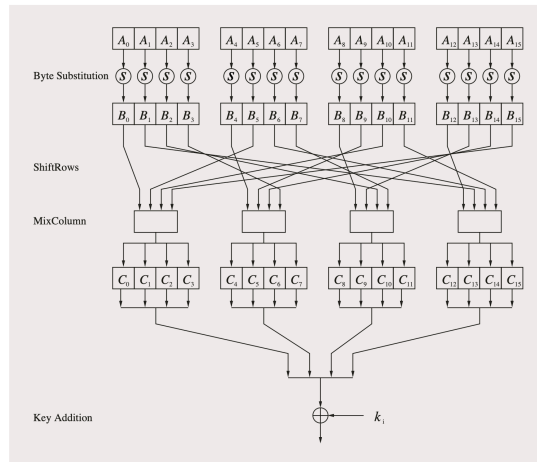 A₀ A₁ A₂ A₃ A₄ A₅ A₆ A₇ A₈ A₉ A₁₀ A₁₁ A₁₂ A₁₃ A₁₄ A₁₅
Byte Substitution S S S S S S S S S S S S S S S S
B₀ B₁ B₂ B₃ B₄ B₅ B₆ B₇ B₈ B₉ B₁₀ B₁₁ B₁₂ B₁₃ B₁₄ B₁₅
ShiftRows
MixColumn
C₀ C₁ C₂ C₃ C₄ C₅ C₆ C₇ C₈ C₉ C₁₀ C₁₁ C₁₂ C₁₃ C₁₄ C₁₅
Key Addition kᵢ